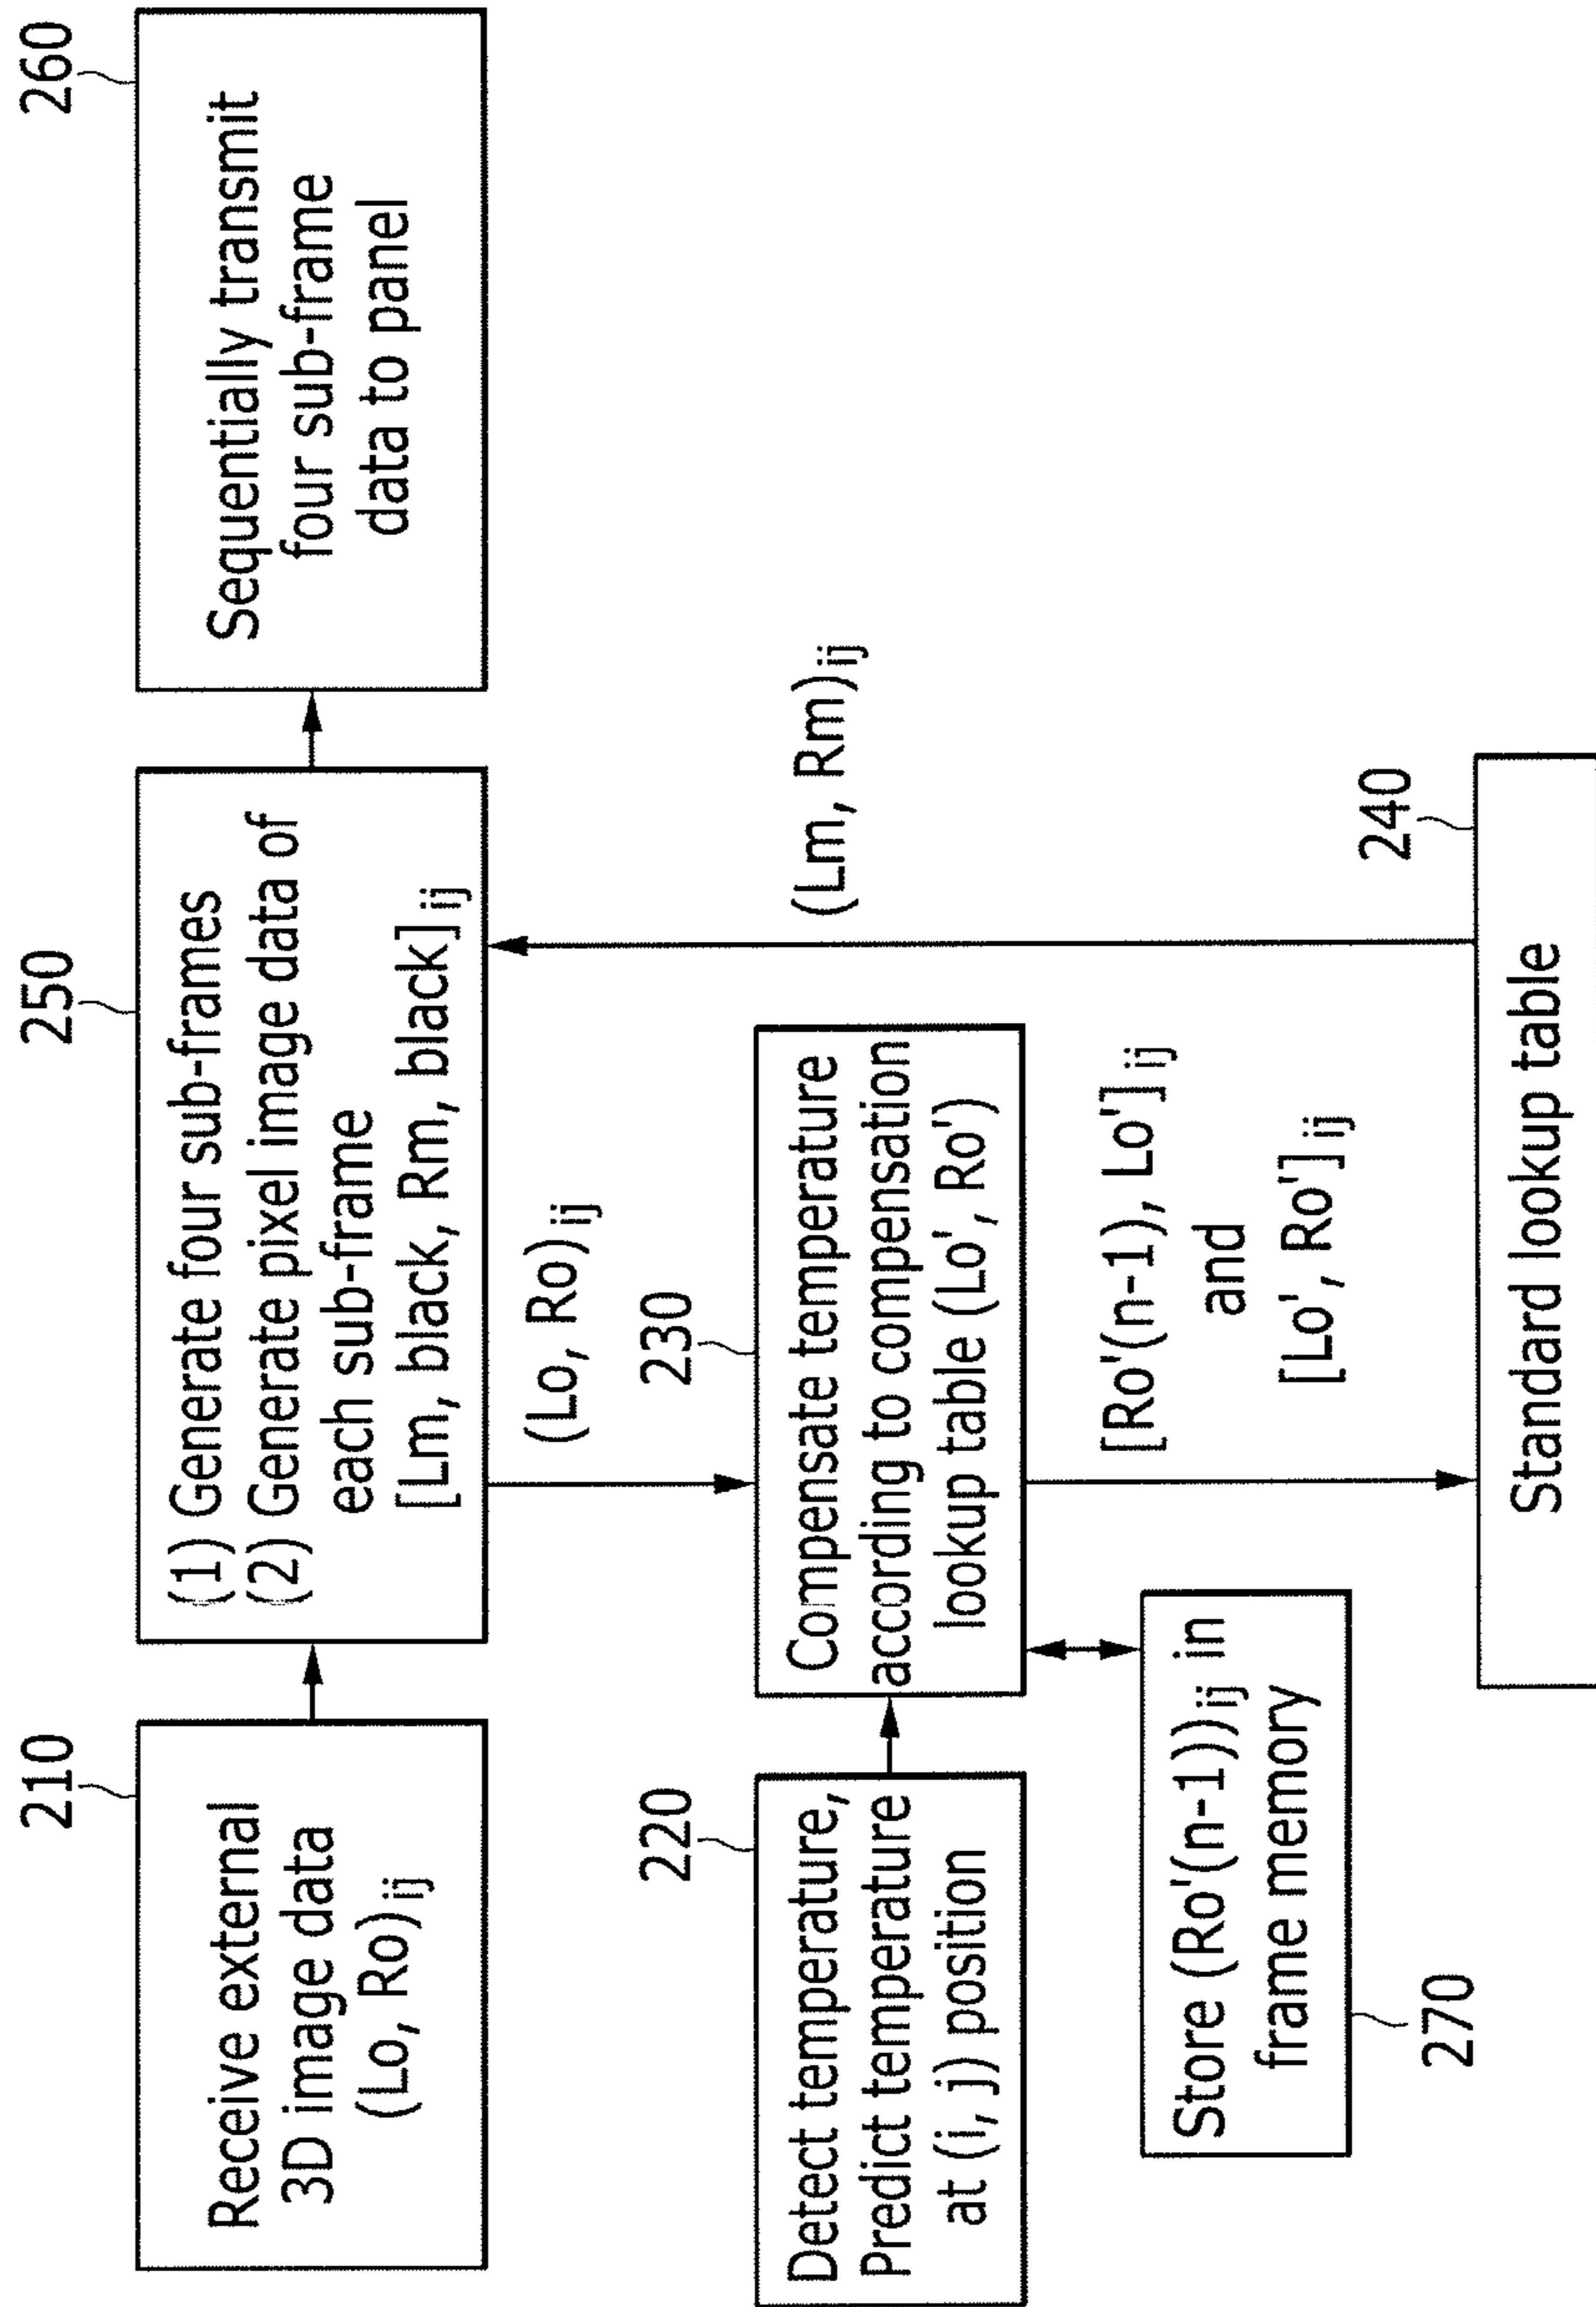 210
Receive external
3D image data
(Lo, Ro)ij
250
(1) Generate four sub-frames
(2) Generate pixel image data of
each sub-frame
[Lm, black, Rm, black]ij
260
Sequentially transmit
four sub-frame
data to panel
(Lo, Ro)ij
(Lm, Rm)ij
220
Detect temperature,
Predict temperature
at (i, j) position
230
Compensate temperature
according to compensation
lookup table (Lo', Ro')
[Ro'(n-1), Lo']ij
and
[Lo', Ro']ij
Store (Ro'(n-1))ij in
frame memory
270
240
Standard lookup table